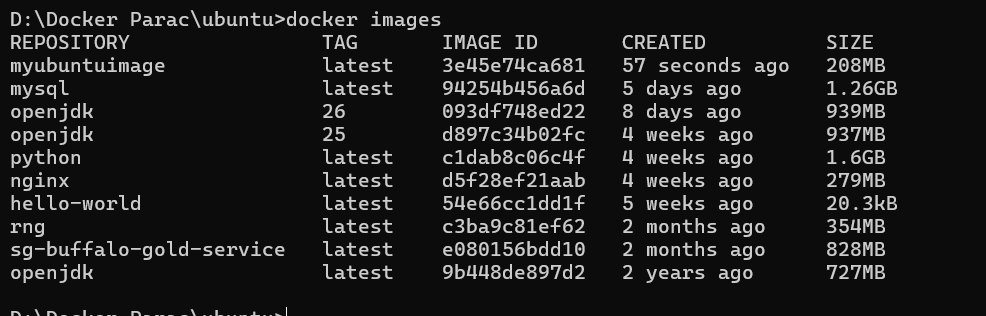 D:\Docker Parac\ubuntu>docker images
REPOSITORY TAG IMAGE ID CREATED SIZE
myubuntuimage latest 3e45e74ca681 57 seconds ago 208MB
mysql latest 94254b456a6d 5 days ago 1.26GB
openjdk 26 093df748ed22 8 days ago 939MB
openjdk 25 d897c34b02fc 4 weeks ago 937MB
python latest c1dab8c06c4f 4 weeks ago 1.6GB
nginx latest d5f28ef21aab 4 weeks ago 279MB
hello-world latest 54e66cc1dd1f 5 weeks ago 20.3kB
rng latest c3ba9c81ef62 2 months ago 354MB
sg-buffalo-gold-service latest e080156bdd10 2 months ago 828MB
openjdk latest 9b448de897d2 2 years ago 727MB
D:\Docker Parac\ubuntu>